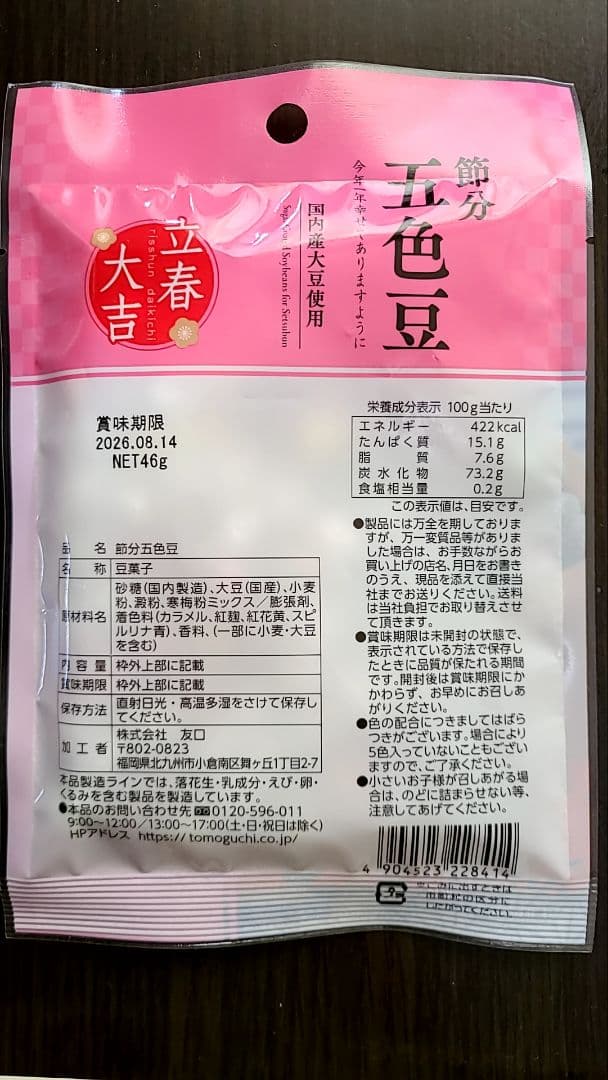 節分
五色豆
今年一年幸せでありますように
国内産大豆使用
Soybeans for Setsubun
立春
risshun daikichi
大吉
賞味期限
2026.08.14
NET46g
栄養成分表示 100g当たり
エネルギー 422kcal
たんぱく質 15.1g
脂質 7.6g
炭水化物 73.2g
食塩相当量 0.2g
この表示値は、目安です。
品名 節分五色豆
名称 豆菓子
原材料名 砂糖(国内製造)、大豆(国産)、小麦
粉、澱粉、寒梅粉ミックス/膨張剤、
着色料(カラメル、紅麹、紅花黄、スピ
ルリナ青)、香料、(一部に小麦・大豆
を含む)
内容量 枠外上部に記載
賞味期限 枠外上部に記載
保存方法 直射日光・高温多湿をさけて保存し
てください。
加工者 株式会社 友口
〒802-0823
福岡県北九州市小倉南区舞ヶ丘1丁目2-7
本品製造ラインでは、落花生・乳成分・えび・卵・
くるみを含む製品を製造しています。
●本品のお問い合わせ先 0120-596-011
9:00~12:00/13:00~17:00(土・日・祝日は除く)
HPアドレス https://tomoguchi.co.jp/
●製品には万全を期しておりま
すが、万一変質品等がありま
した場合は、お手数ながらお
買い上げの店名、月日をお書き
のうえ、現品を添えて直接当
社までお送りください。送料
は当社負担でお取り替えさせ
て頂きます。
●賞味期限は未開封の状態で、
表示されている方法で保存し
たときに品質が保たれる期間
です。開封後は賞味期限にか
かわらず、お早めにお召しあ
がりください。
●色の配合につきましてはばら
つきがございます。場合により
5色入っていないこともござい
ますので、ご了承ください。
●小さいお子様が召しあがる場
合は、のどに詰まらせない等、
注意してあげてください。
4 904523 228414